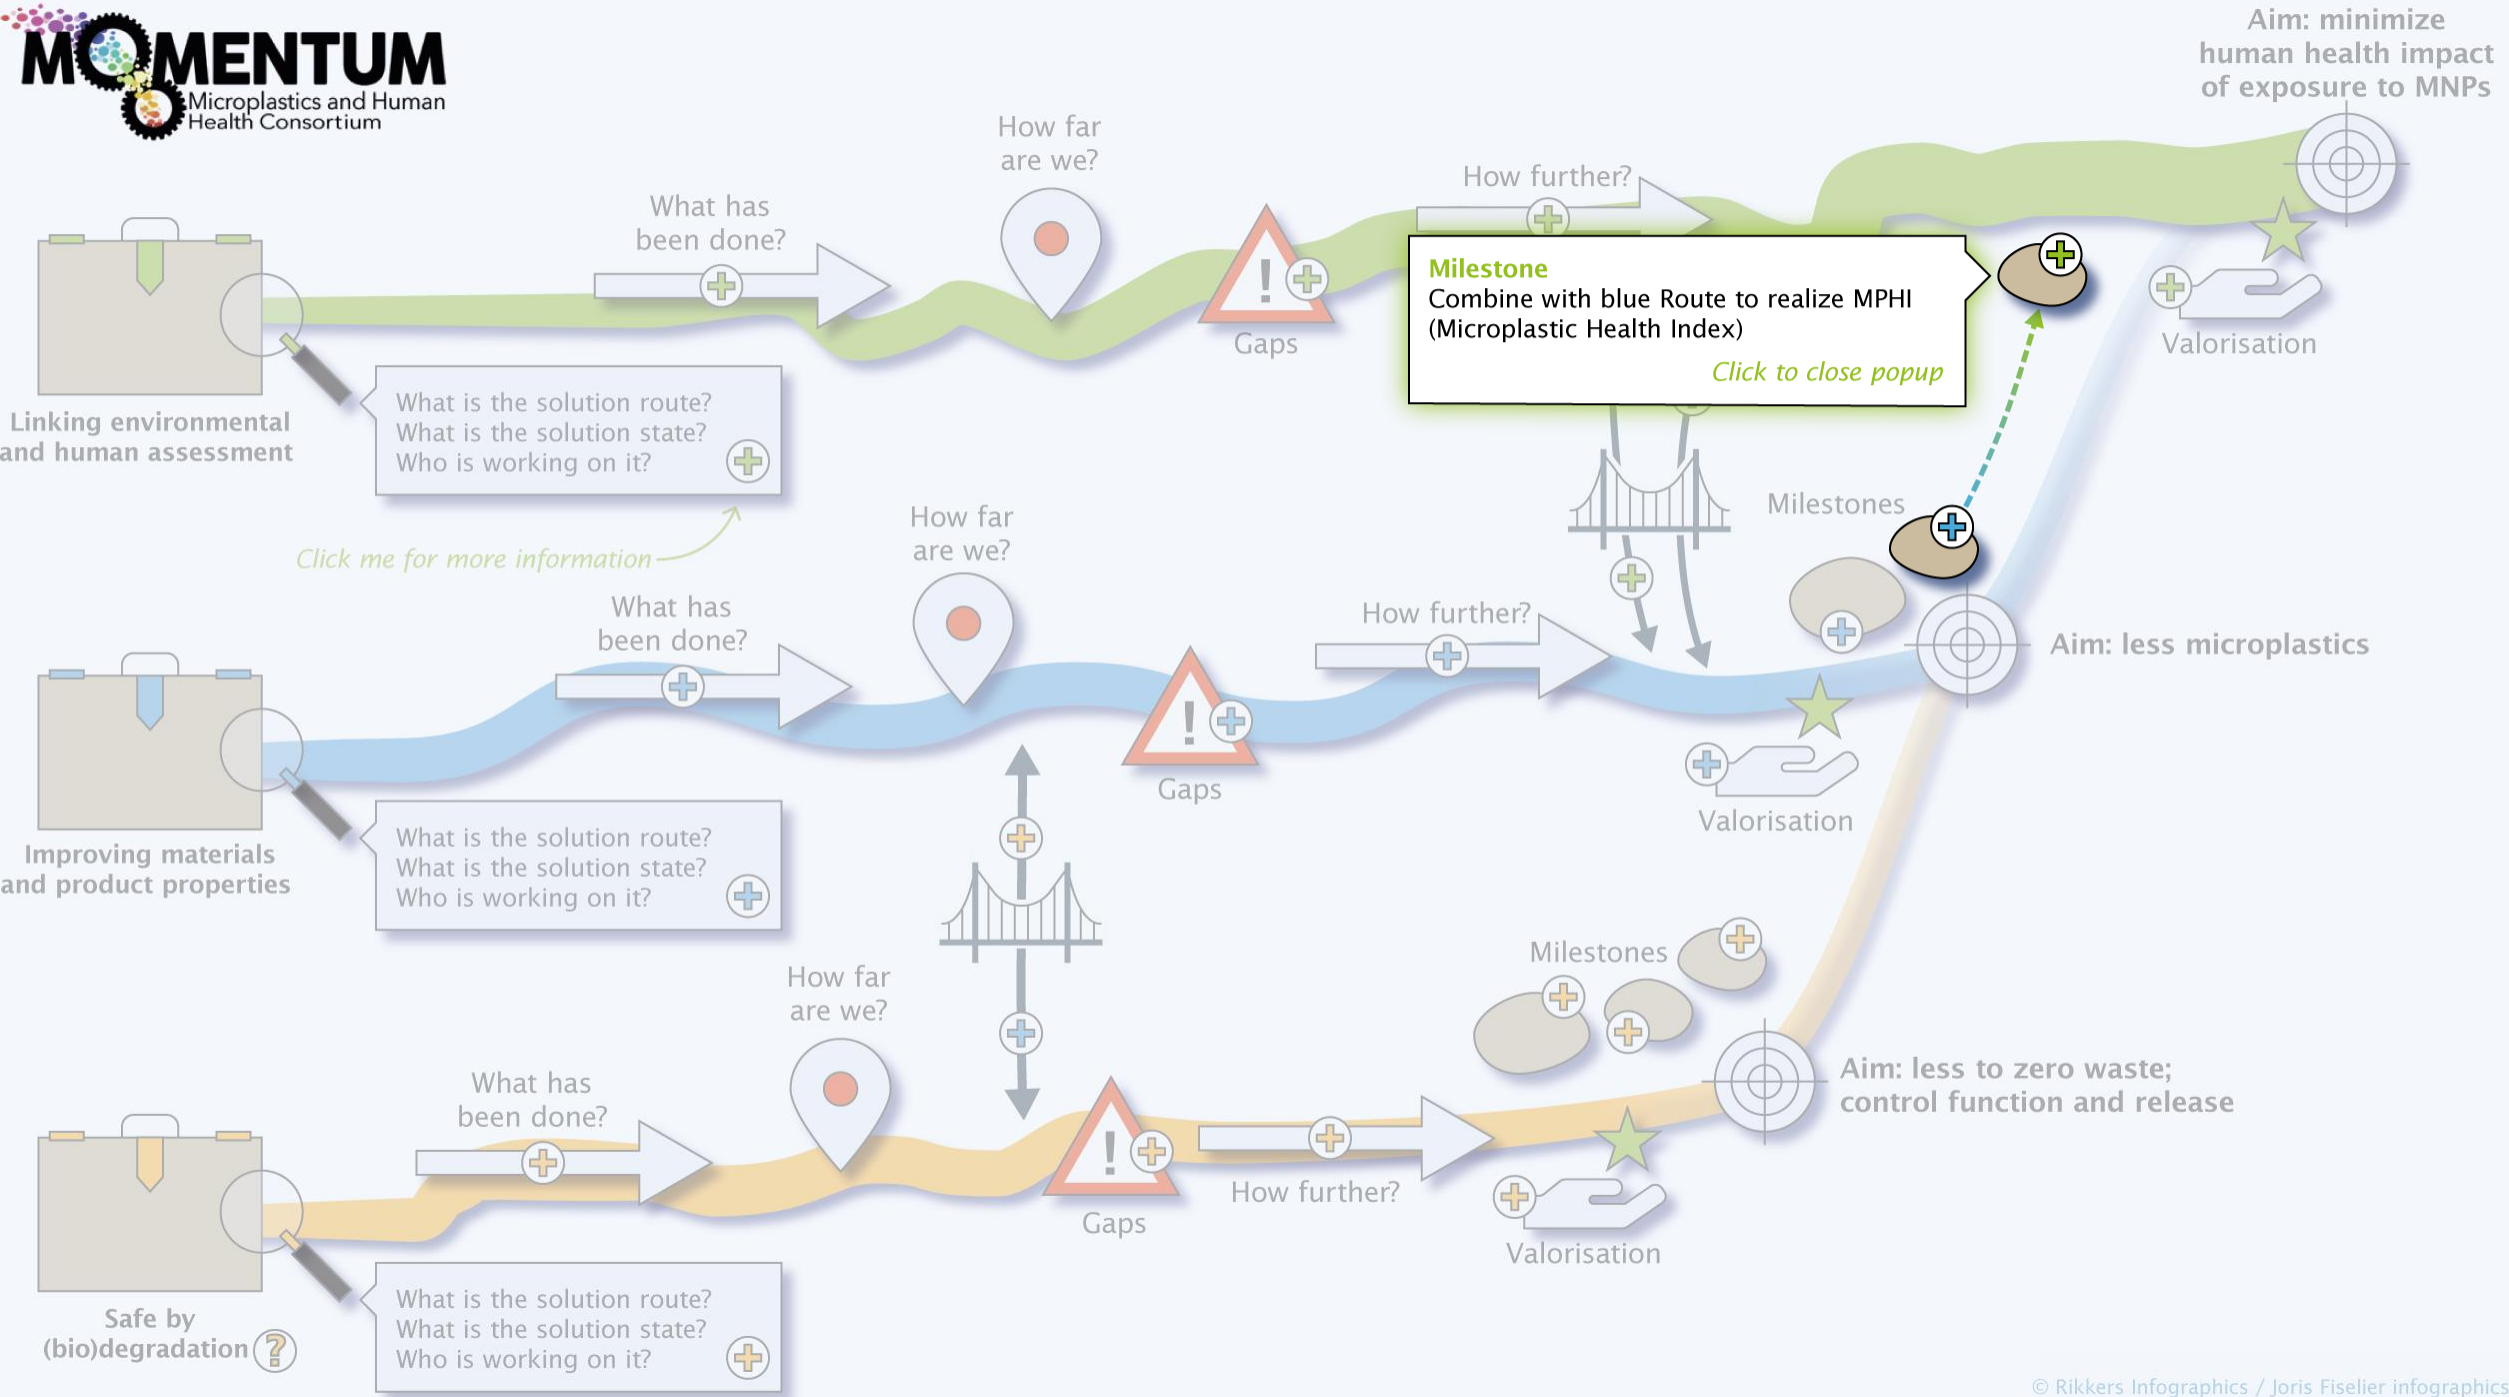 MOMENTUM
Microplastics and Human
Health Consortium
Aim: minimize
human health impact
of exposure to MNPs
How far
are we?
How further?
What has
been done?
Gaps
Milestone
Combine with blue Route to realize MPHI
(Microplastic Health Index)
Click to close popup
Valorisation
Linking environmental
and human assessment
What is the solution route?
What is the solution state?
Who is working on it?
Click me for more information
How far
are we?
Milestones
What has
been done?
How further?
Aim: less microplastics
Gaps
Valorisation
Improving materials
and product properties
What is the solution route?
What is the solution state?
Who is working on it?
Milestones
How far
are we?
What has
been done?
Aim: less to zero waste;
control function and release
How further?
Gaps
Valorisation
Safe by
(bio)degradation ?
What is the solution route?
What is the solution state?
Who is working on it?
© Rikkers Infographics / Joris Fiselier infographics